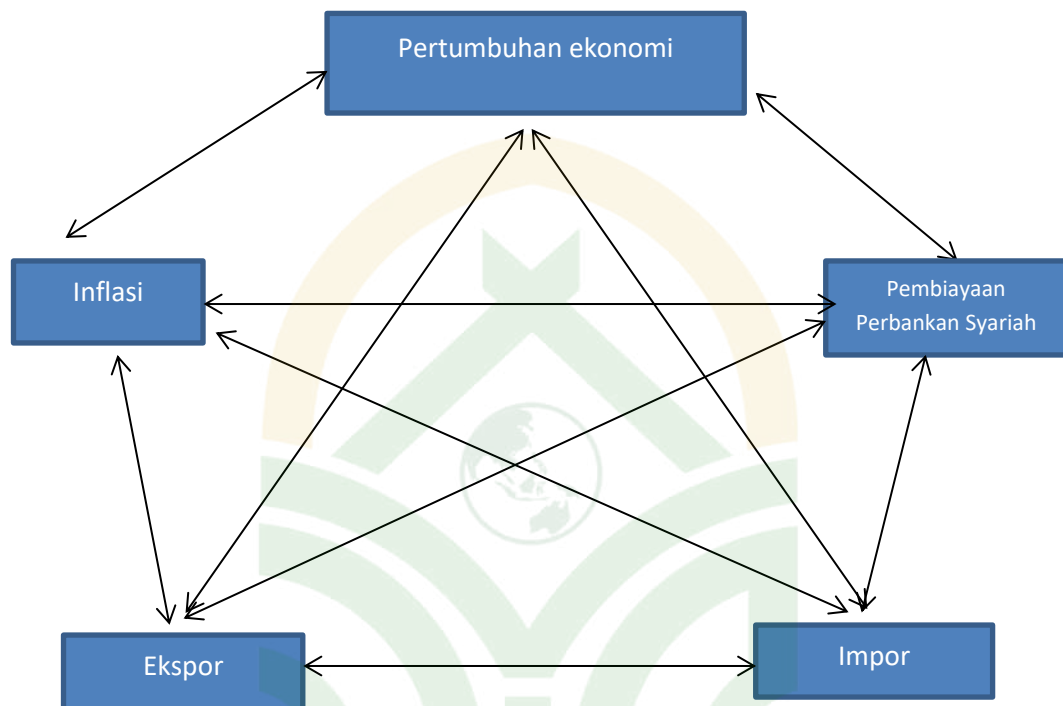 Pertumbuhan ekonomi
Inflasi
Pembiayaan
Perbankan Syariah
Ekspor
Impor